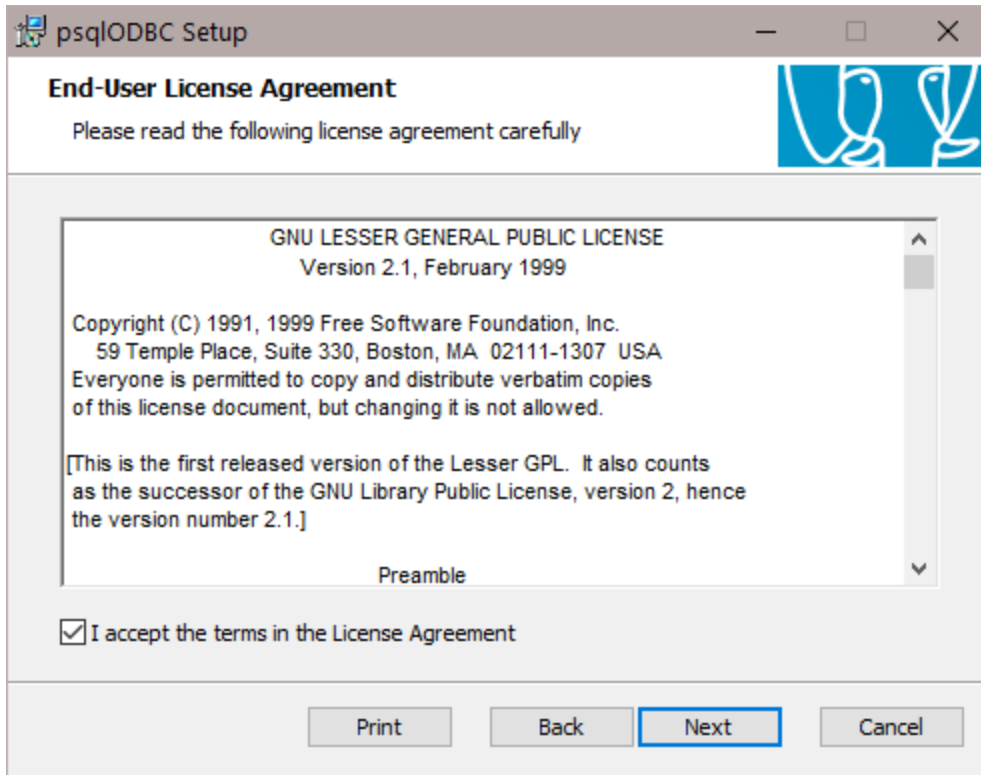 psqlODBC Setup
End-User License Agreement
Please read the following license agreement carefully
GNU LESSER GENERAL PUBLIC LICENSE
Version 2.1, February 1999
Copyright (C) 1991, 1999 Free Software Foundation, Inc.
59 Temple Place, Suite 330, Boston, MA  02111-1307  USA
Everyone is permitted to copy and distribute verbatim copies
of this license document, but changing it is not allowed.
[This is the first released version of the Lesser GPL.  It also counts
as the successor of the GNU Library Public License, version 2, hence
the version number 2.1.]
Preamble
I accept the terms in the License Agreement
Print Back Next Cancel